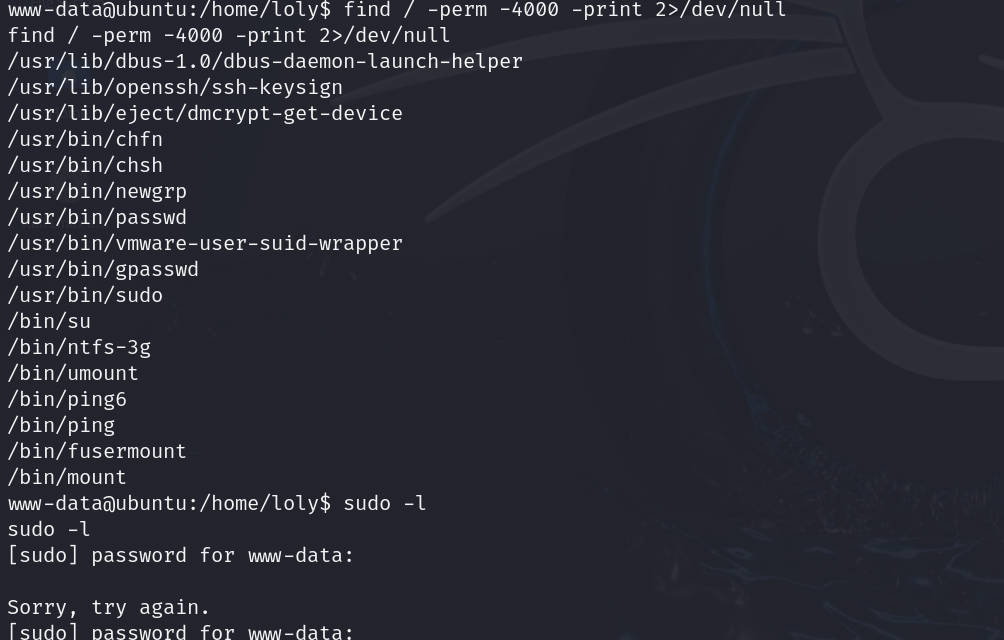 www-data@ubuntu:/home/loly$ find / -perm -4000 -print 2>/dev/null
find / -perm -4000 -print 2>/dev/null
/usr/lib/dbus-1.0/dbus-daemon-launch-helper
/usr/lib/openssh/ssh-keysign
/usr/lib/eject/dmcrypt-get-device
/usr/bin/chfn
/usr/bin/chsh
/usr/bin/newgrp
/usr/bin/passwd
/usr/bin/vmware-user-suid-wrapper
/usr/bin/gpasswd
/usr/bin/sudo
/bin/su
/bin/ntfs-3g
/bin/umount
/bin/ping6
/bin/ping
/bin/fusermount
/bin/mount
www-data@ubuntu:/home/loly$ sudo -l
sudo -l
[sudo] password for www-data:
Sorry, try again.
[sudo] password for www-data: